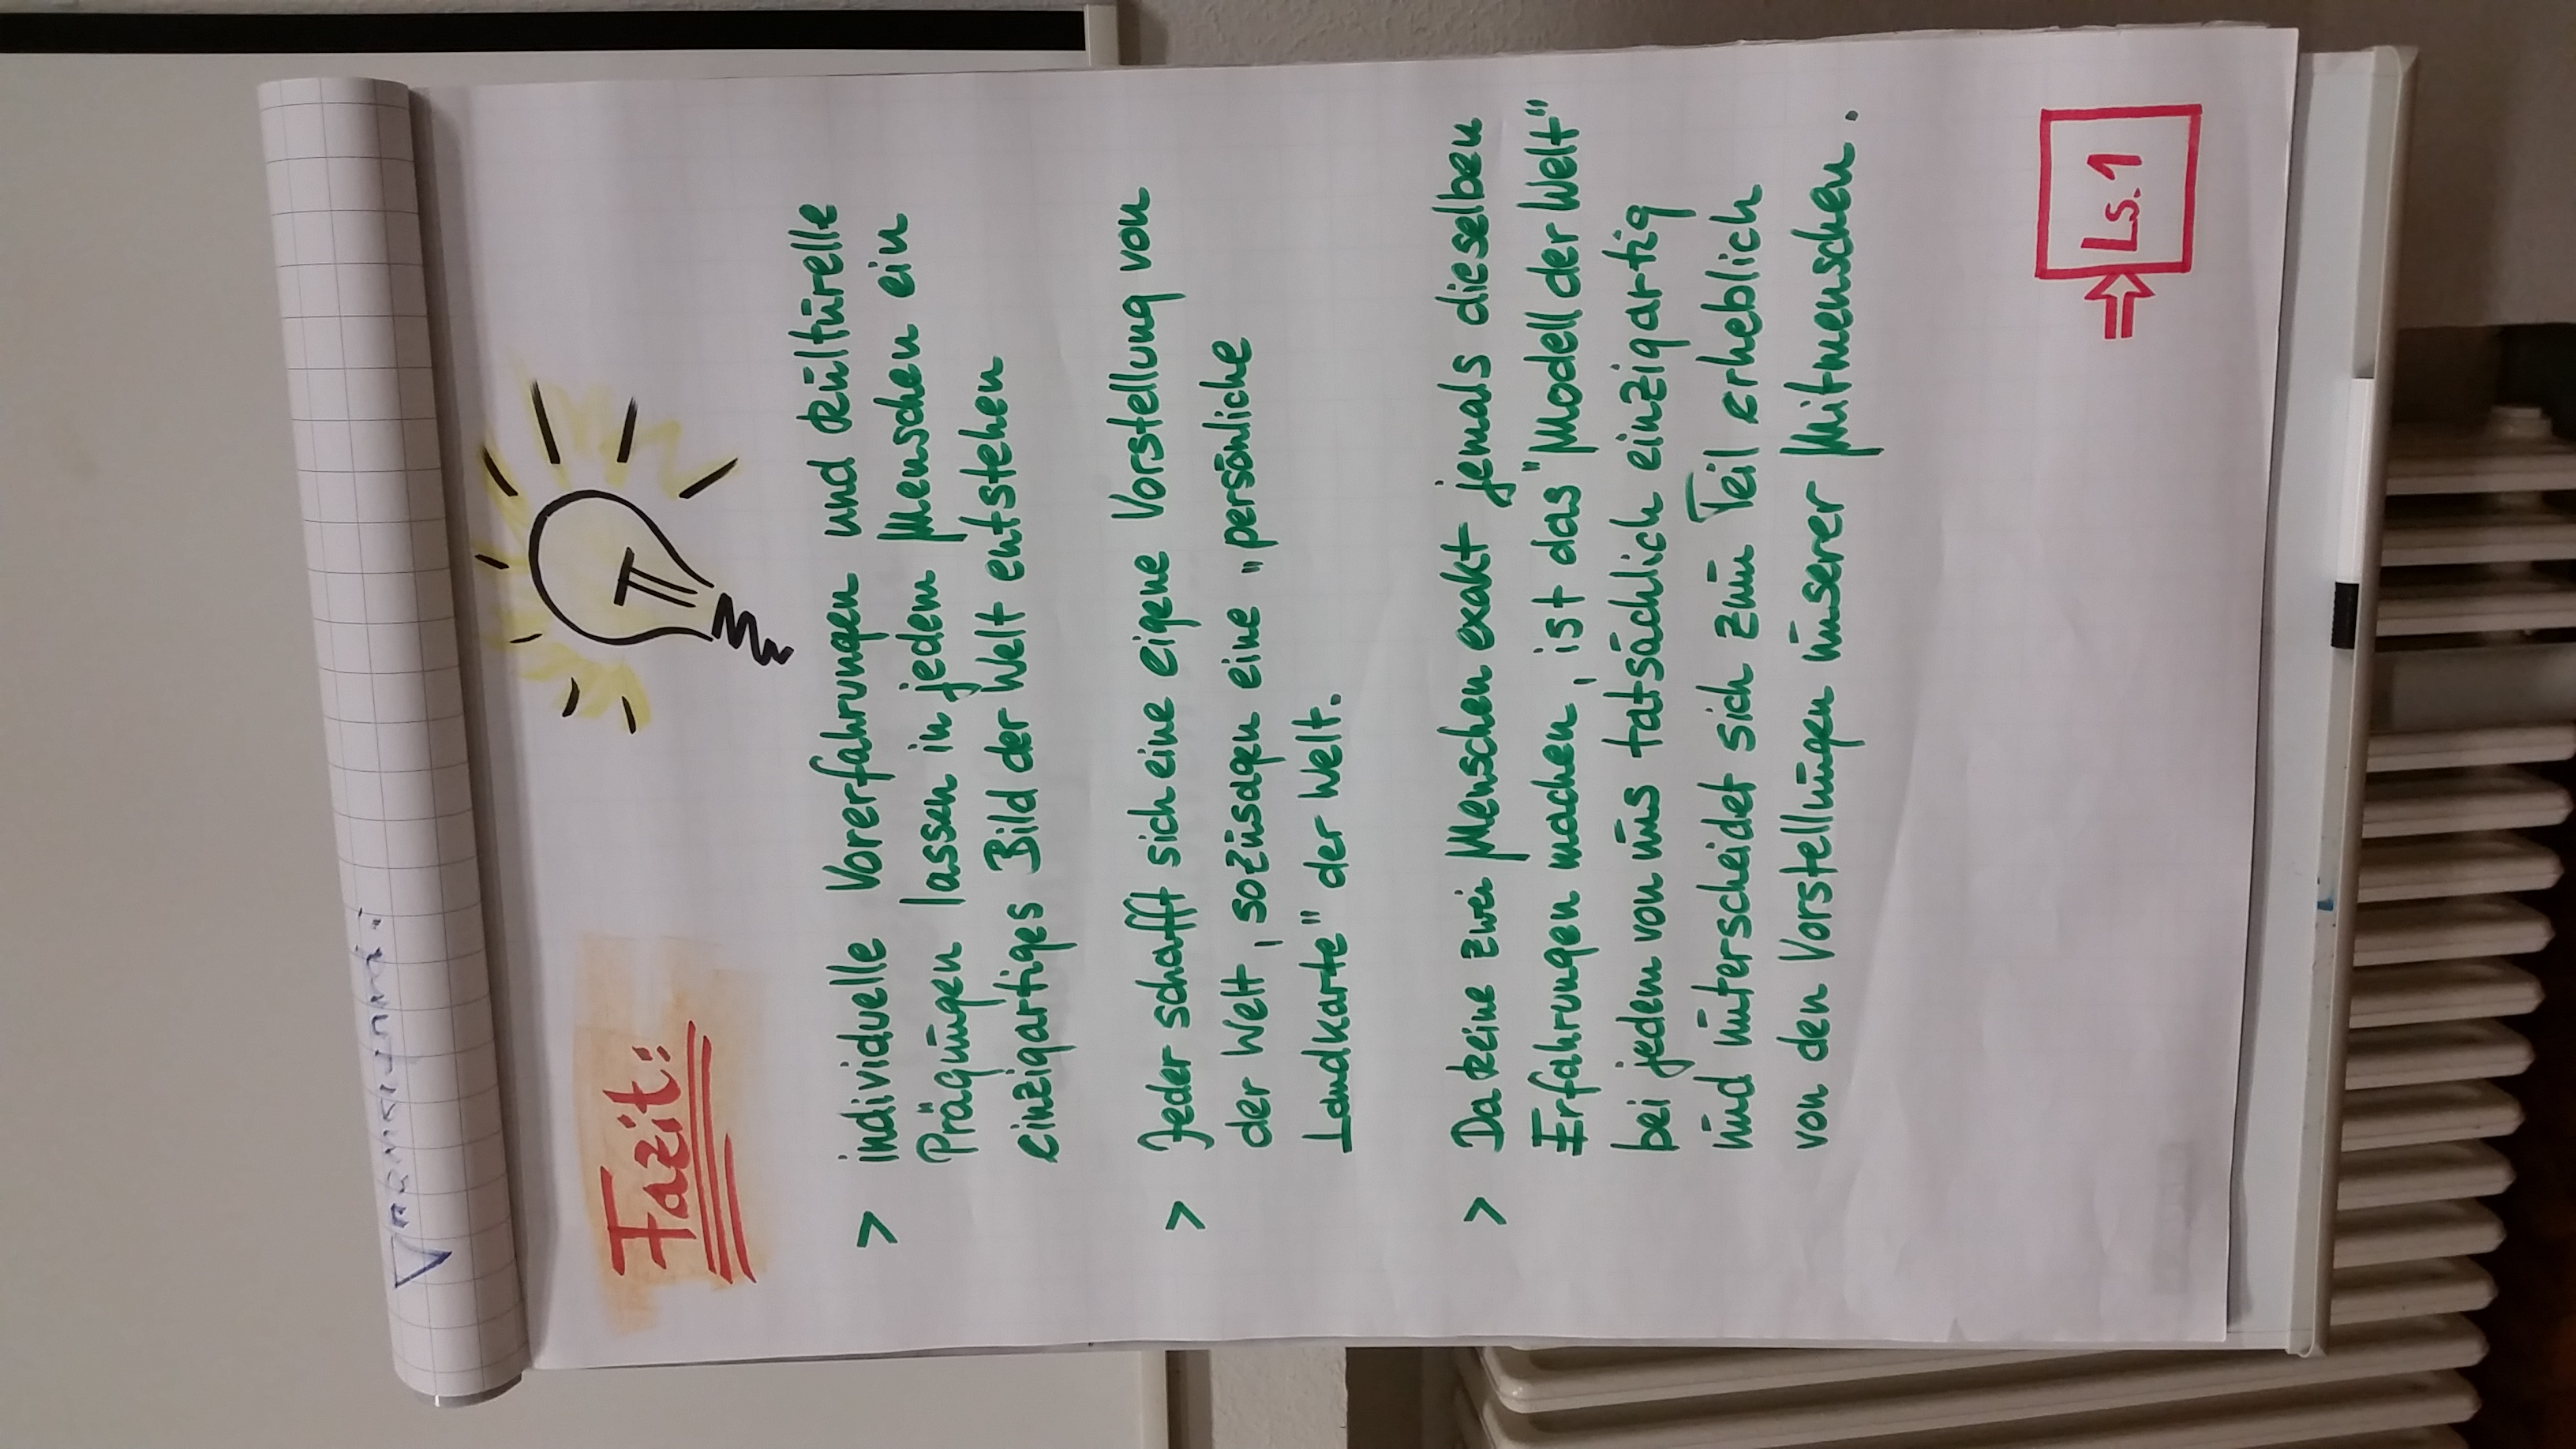 Fazit:
> individuelle Vorerfahrungen und kulturelle
Prägungen lassen in jedem Menschen ein
einzigartiges Bild der Welt entstehen
> Jeder schafft sich eine eigene Vorstellung von
der Welt, sozusagen eine „persönliche
Landkarte" der Welt.
> Da keine zwei Menschen exakt jemals dieselben
Erfahrungen machen, ist das "Modell der Welt"
bei jedem von uns tatsächlich einzigartig
und unterscheidet sich zum Teil erheblich
von den Vorstellungen unserer Mitmenschen.
⇒ Ls. 1